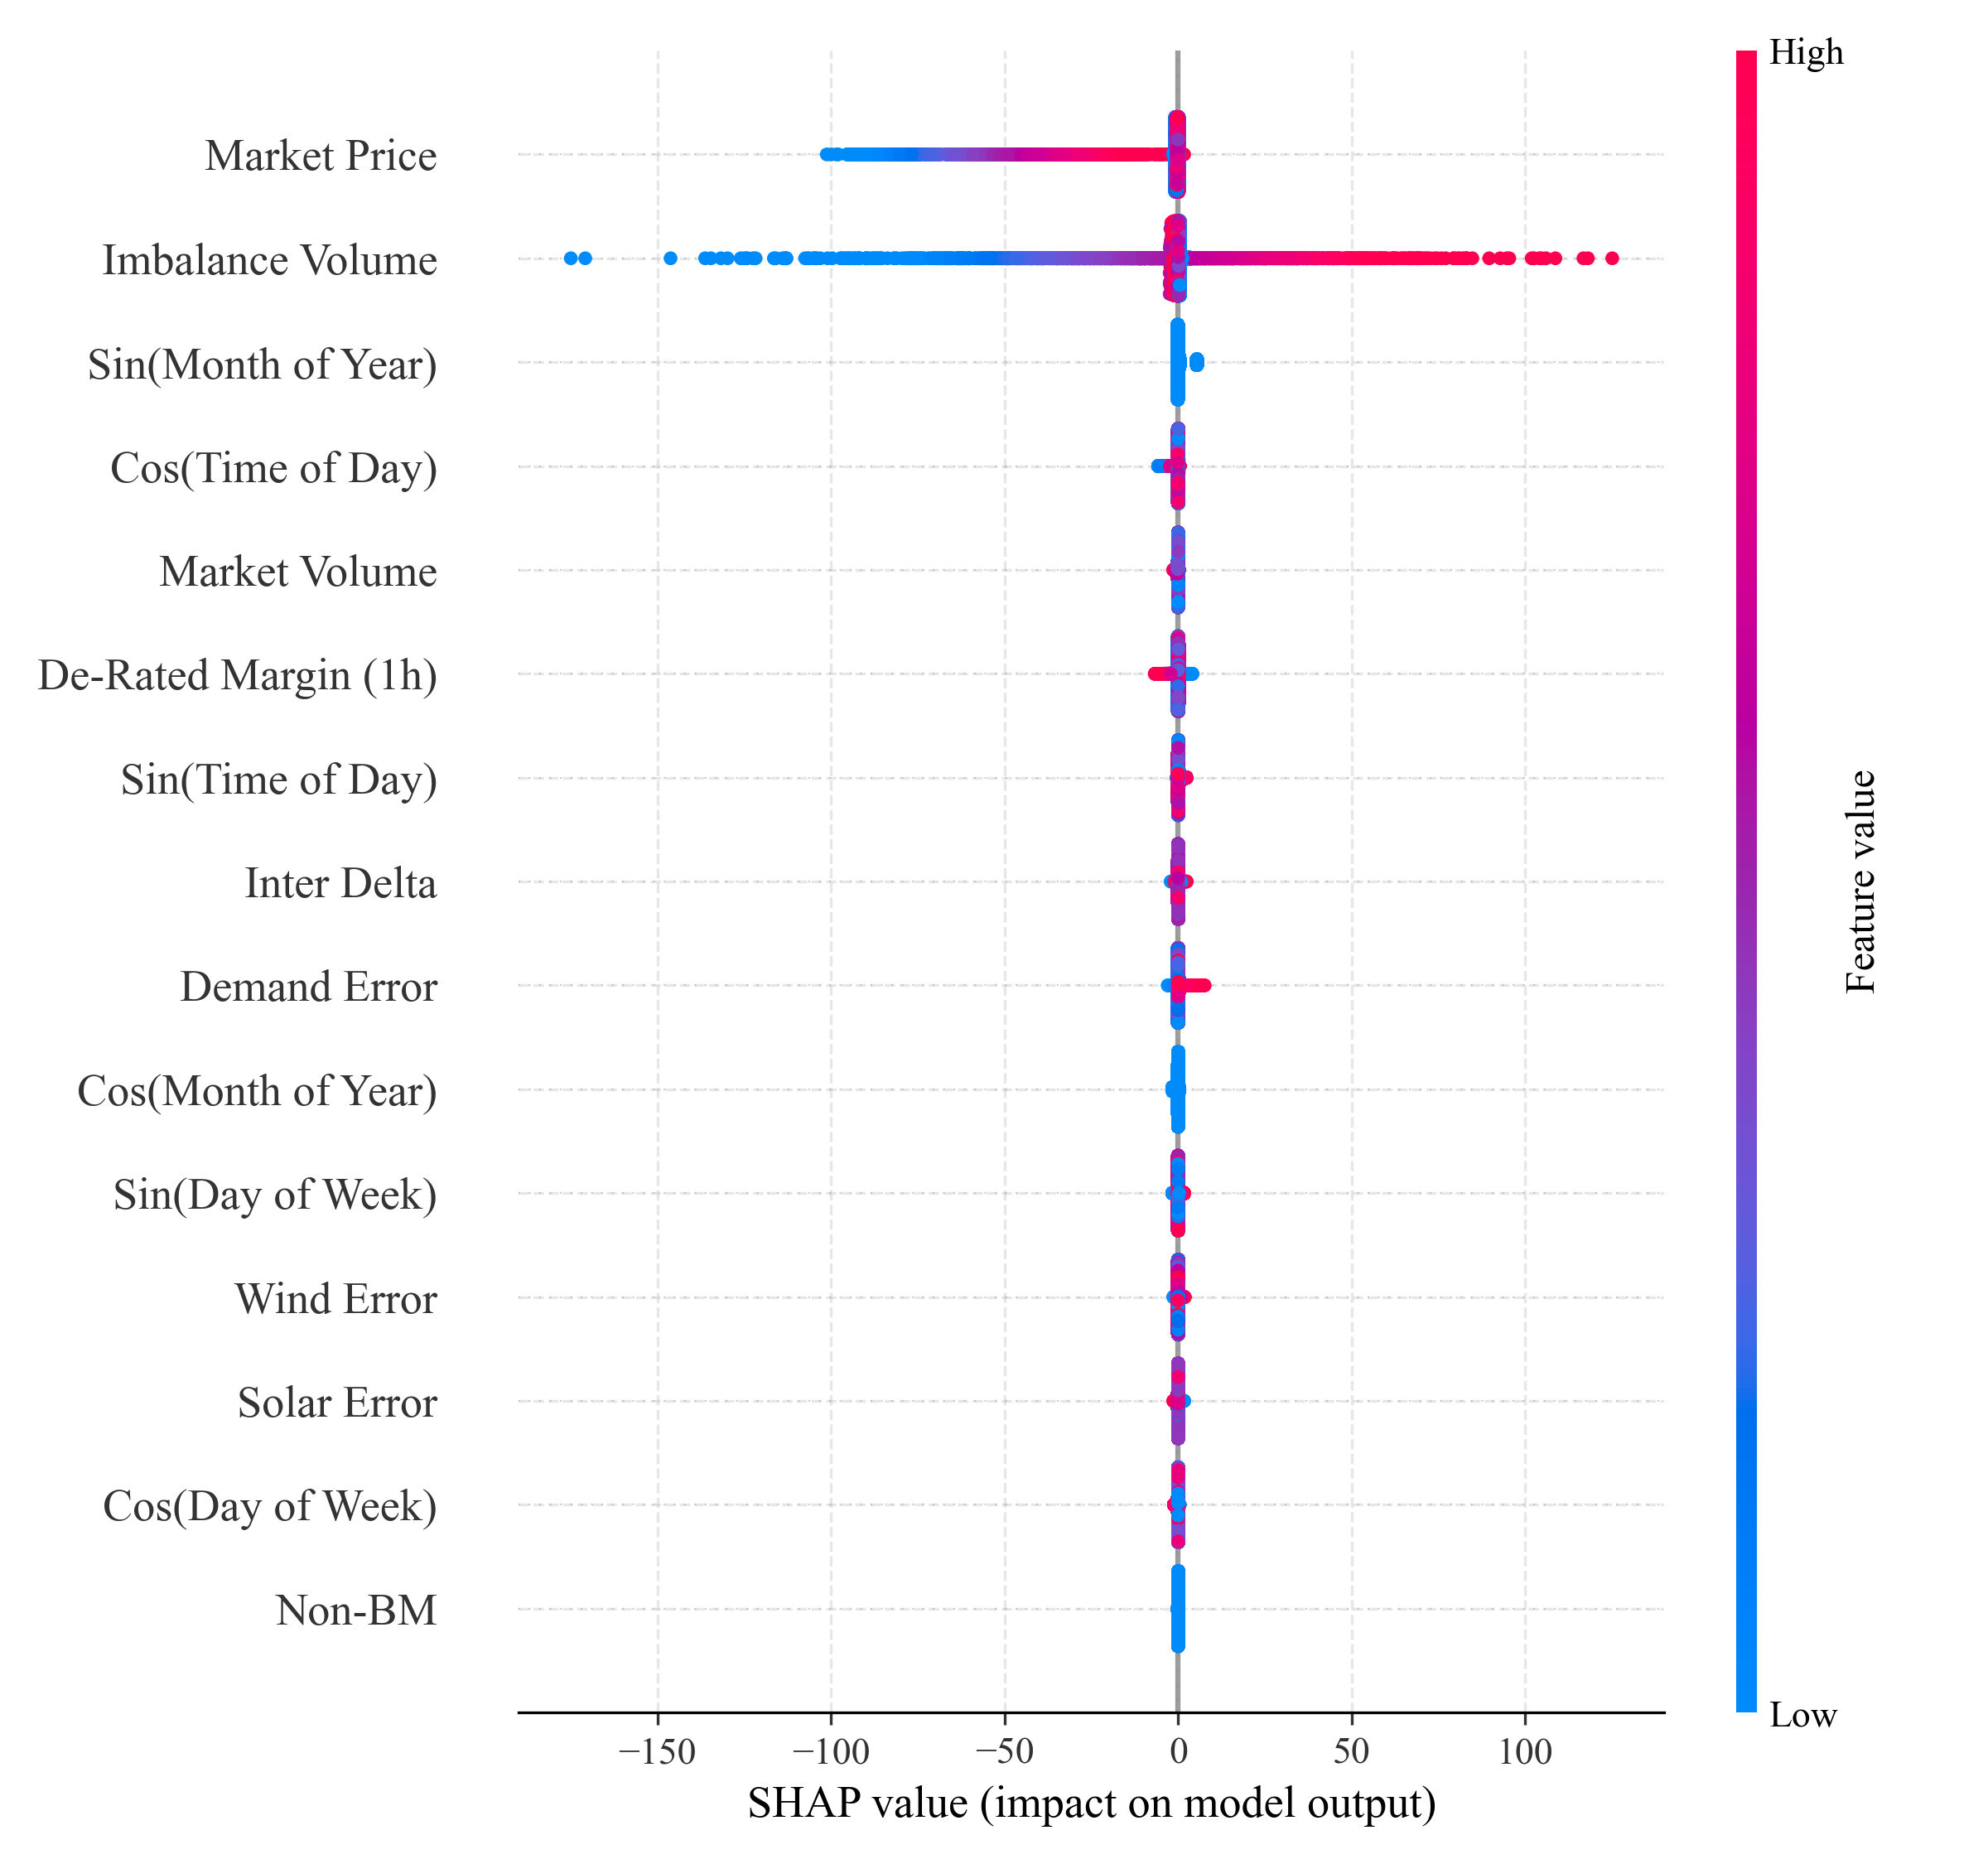 High
Market Price
Imbalance Volume
Sin(Month of Year)
Cos(Time of Day)
Market Volume
De-Rated Margin (1h)
Sin(Time of Day)
Inter Delta
Demand Error
Cos(Month of Year)
Sin(Day of Week)
Wind Error
Solar Error
Cos(Day of Week)
Non-BM
Feature value
Low
−150 −100 −50 0 50 100
SHAP value (impact on model output)